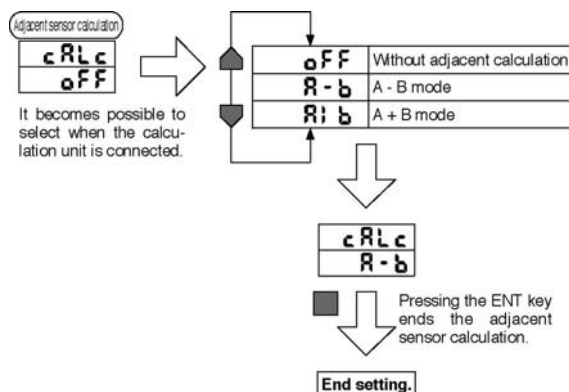 Adjacent sensor calculation
cALc
oFF
It becomes possible to
select when the calcu-
lation unit is connected.
oFF Without adjacent calculation
A-b A - B mode
A1b A + B mode
cALc
A-b
Pressing the ENT key
ends the adjacent
sensor calculation.
End setting.